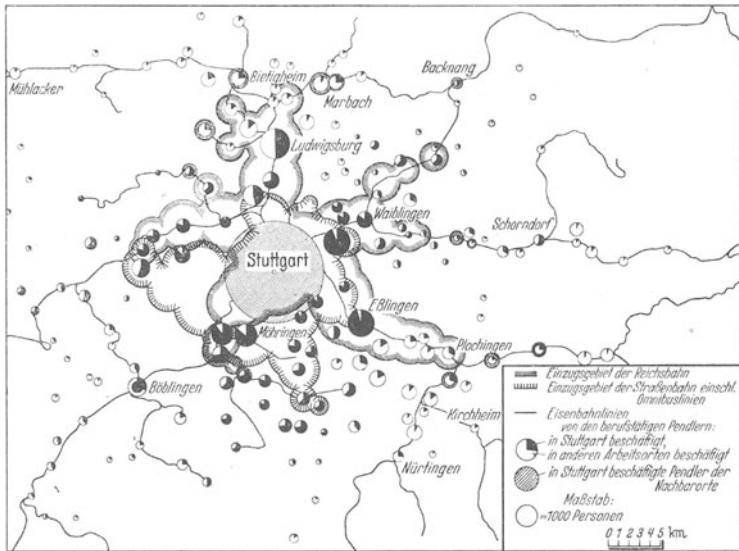 Mühlacker
Bietigheim
Marbach
Backnang
Ludwigsburg
Waiblingen
Schorndorf
Stuttgart
Eßlingen
Möhringen
Plochingen
Böblingen
Kirchheim
Nürtingen
Einzugsgebiet der Reichsbahn
Einzugsgebiet der Straßenbahn einschl.
Omnibuslinien
Eisenbahnlinien
von den berufstätigen Pendlern:
in Stuttgart beschäftigt,
in anderen Arbeitsorten beschäftigt
in Stuttgart beschäftigte Pendler der
Nachbarorte
Maßstab:
=1000 Personen
0 1 2 3 4 5 km.